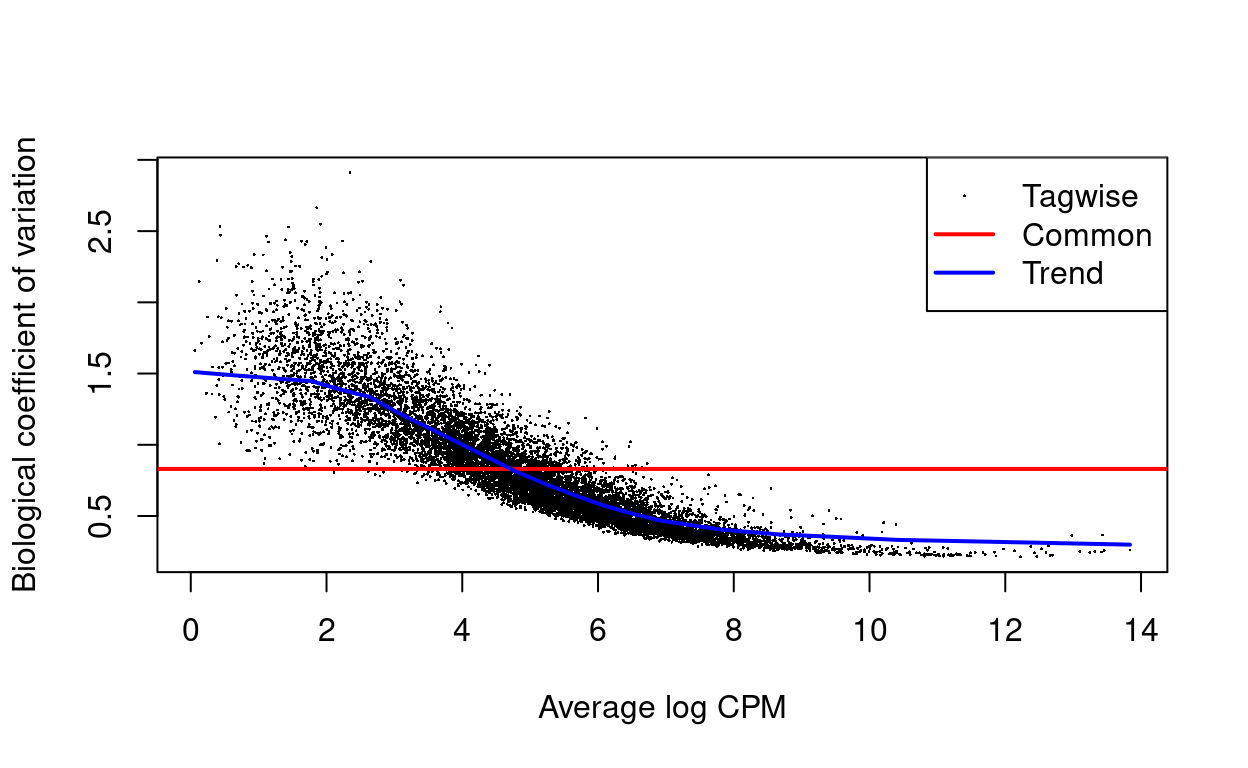 Biological coefficient of variation
2.5
1.5
0.5
Tagwise
Common
Trend
0 2 4 6 8 10 12 14
Average log CPM